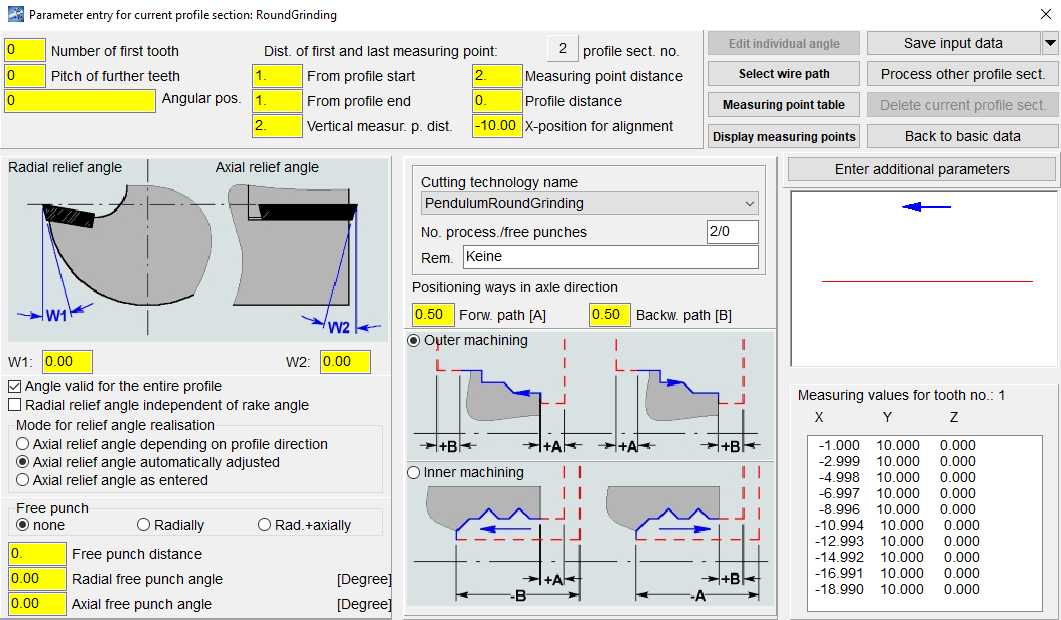 Parameter entry for current profile section: RoundGrinding
0 Number of first tooth
0 Pitch of further teeth
0 Angular pos.
Dist. of first and last measuring point: 2 profile sect. no.
1. From profile start 2. Measuring point distance
1. From profile end 0. Profile distance
2. Vertical measur. p. dist. -10.00 X-position for alignment
Edit individual angle Save input data
Select wire path Process other profile sect.
Measuring point table Delete current profile sect.
Display measuring points Back to basic data
Radial relief angle Axial relief angle
W1 W2
W1: 0.00 W2: 0.00
Angle valid for the entire profile
Radial relief angle independent of rake angle
Mode for relief angle realisation
Axial relief angle depending on profile direction
Axial relief angle automatically adjusted
Axial relief angle as entered
Free punch
none Radially Rad.+axially
0. Free punch distance
0.00 Radial free punch angle [Degree]
0.00 Axial free punch angle [Degree]
Cutting technology name
PendulumRoundGrinding
No. process./free punches 2/0
Rem. Keine
Positioning ways in axle direction
0.50 Forw. path [A] 0.50 Backw. path [B]
Outer machining
+B +A +A +B
Inner machining
+A +B
-B -A
Enter additional parameters
Measuring values for tooth no.: 1
X Y Z
-1.000 10.000 0.000
-2.999 10.000 0.000
-4.998 10.000 0.000
-6.997 10.000 0.000
-8.996 10.000 0.000
-10.994 10.000 0.000
-12.993 10.000 0.000
-14.992 10.000 0.000
-16.991 10.000 0.000
-18.990 10.000 0.000